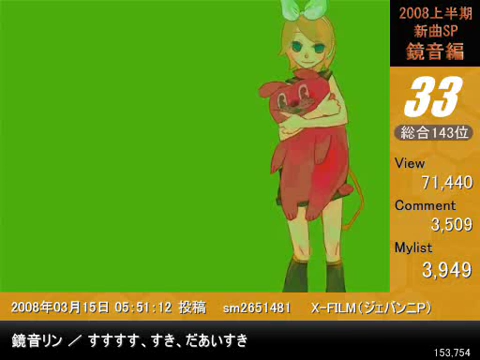 2008上半期
新曲SP
鏡音編
33
総合143位
View
71,440
Comment
3,509
Mylist
3,949
2008年03月15日 05:51:12 投稿 sm2651481 X-FILM(ジェバンニP)
鏡音リン / すすすす、すき、だあいすき
153,754